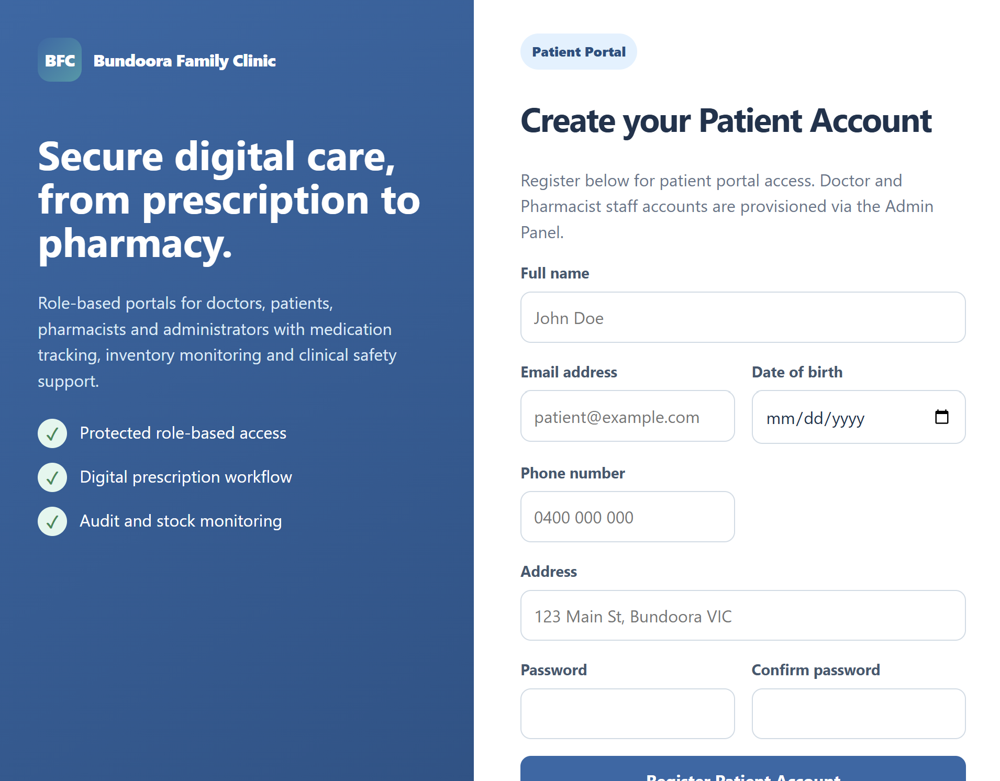 BFC
Bundoora Family Clinic
Secure digital care,
from prescription to
pharmacy.
Role-based portals for doctors, patients,
pharmacists and administrators with medication
tracking, inventory monitoring and clinical safety
support.
✓ Protected role-based access
✓ Digital prescription workflow
✓ Audit and stock monitoring
Patient Portal
Create your Patient Account
Register below for patient portal access. Doctor and
Pharmacist staff accounts are provisioned via the Admin
Panel.
Full name
John Doe
Email address
patient@example.com
Date of birth
mm/dd/yyyy
Phone number
0400 000 000
Address
123 Main St, Bundoora VIC
Password
Confirm password
Register Patient Account